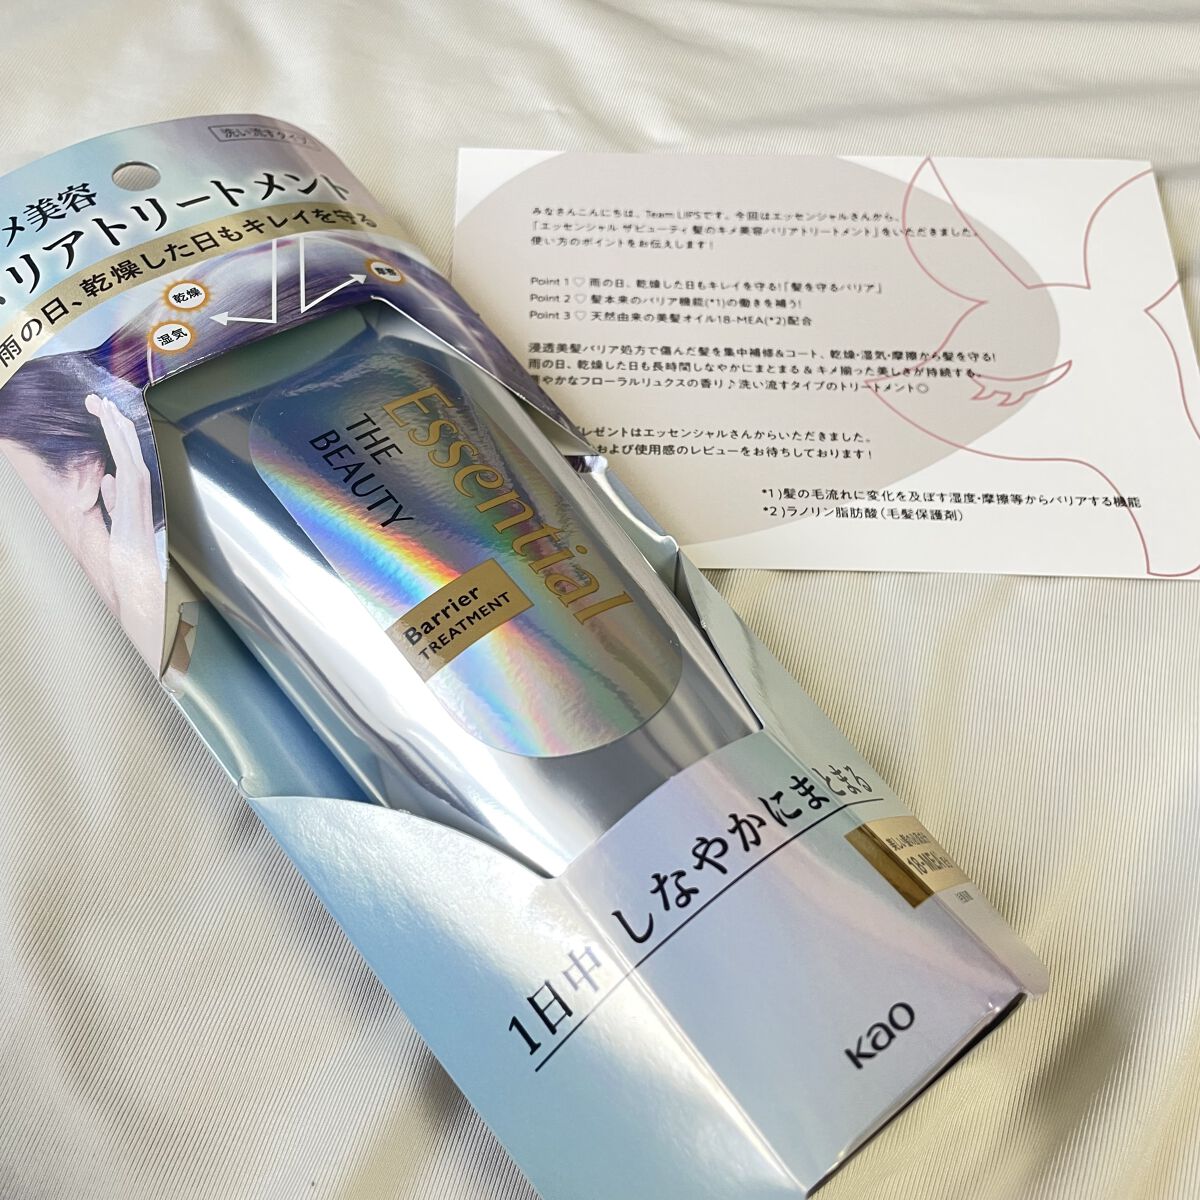 洗い流すタイプ
メ美容
リアトリートメント
雨の日、乾燥した日もキレイを守る
乾燥
湿気
摩擦
Essential
THE
BEAUTY
Barrier
TREATMENT
1日中 しなやかにまとまる
18-MEA
Kao
みなさんこんにちは、Team LIPSです。今回はエッセンシャルさんから、
「エッセンシャル ザビューティ 髪のキメ美容バリアトリートメント」をいただきました。
使い方のポイントをお伝えします！
Point 1 ♡ 雨の日、乾燥した日もキレイを守る！「髪を守るバリア」
Point 2 ♡ 髪本来のバリア機能(*1)の働きを補う！
Point 3 ♡ 天然由来の美髪オイル18-MEA(*2)配合
浸透美髪バリア処方で傷んだ髪を集中補修&コート、乾燥・湿気・摩擦から髪を守る!
雨の日、乾燥した日も長時間しなやかにまとまる & キメ揃った美しさが持続する。
やかなフローラルリュクスの香り♪洗い流すタイプのトリートメント◎
プレゼントはエッセンシャルさんからいただきました。
および使用感のレビューをお待ちしております！
*1)髪の毛流れに変化を及ぼす湿度・摩擦等からバリアする機能
*2)ラノリン脂肪酸（毛髪保護剤）